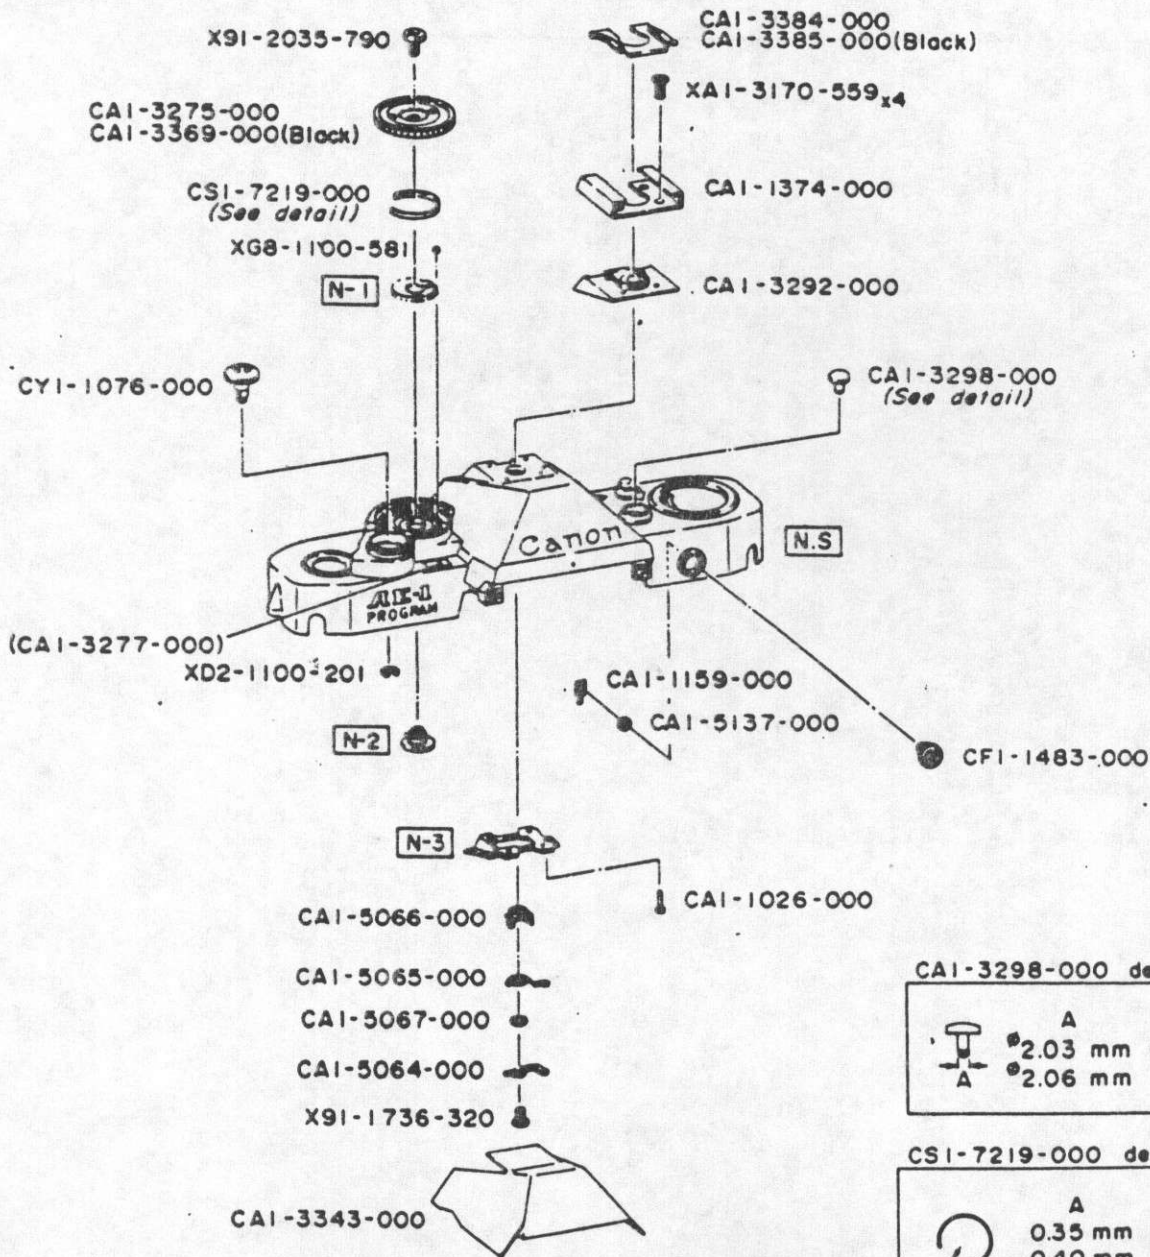 X91-2035-790
CA1-3384-000
CA1-3385-000(Black)
XA1-3170-559 x4
CA1-3275-000
CA1-3369-000(Black)
CA1-1374-000
CS1-7219-000
(See detail)
XG8-1100-581
N-1
CA1-3292-000
CY1-1076-000
CA1-3298-000
(See detail)
Canon
N.S
AE-1
PROGRAM
(CA1-3277-000)
XD2-1100-201
CA1-1159-000
CA1-5137-000
N-2
CF1-1483-000
N-3
CA1-1026-000
CA1-5066-000
CA1-5065-000
CA1-5067-000
CA1-5064-000
X91-1736-320
CA1-3343-000
CA1-3298-000 de
A
ø2.03 mm
A
ø2.06 mm
CS1-7219-000 de
A
0.35 mm